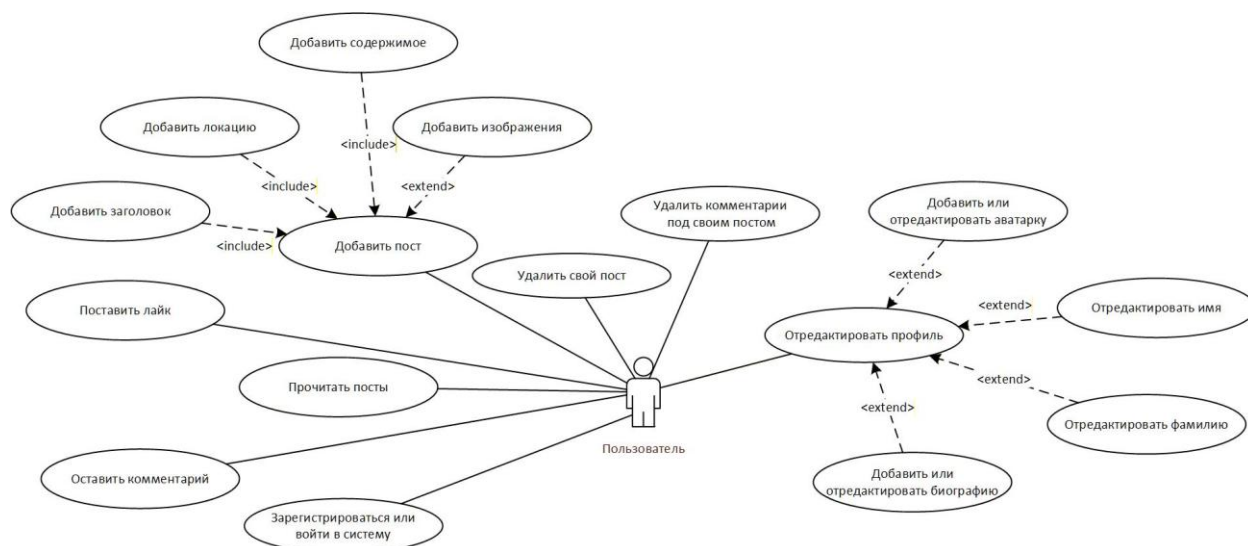 Добавить содержимое
Добавить локацию
Добавить изображения
<include>
<include>
<extend>
Добавить заголовок
<include>
Добавить пост
Удалить комментарии
под своим постом
Добавить или
отредактировать аватарку
<extend>
Удалить свой пост
Поставить лайк
<extend>
Отредактировать имя
Отредактировать профиль
Прочитать посты
<extend>
<extend>
Отредактировать фамилию
Пользователь
Оставить комментарий
Добавить или
отредактировать биографию
Зарегистрироваться или
войти в систему